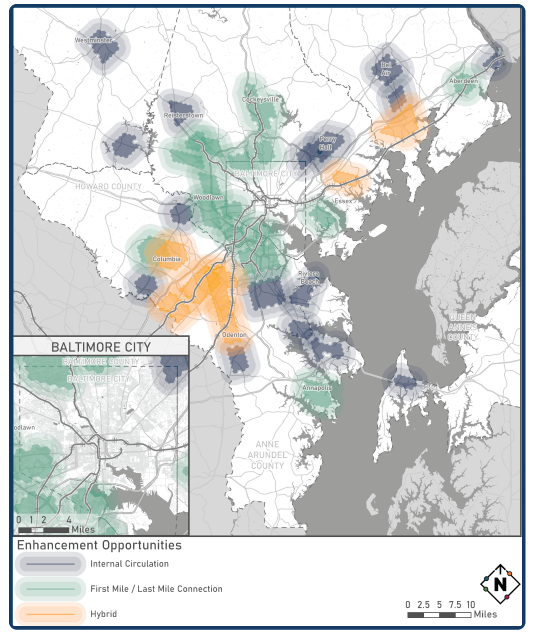 Westminster
Bel
Air
Aberdeen
Cockeysville
Reisterstown
Perry
Hall
BALTIMORE CITY
HOWARD COUNTY
Woodlawn
Essex
Columbia
Riviera
Beach
QUEEN
ANNE'S
COUNTY
Odenton
Annapolis
ANNE
ARUNDEL
COUNTY
BALTIMORE CITY
BALTIMORE COUNTY
BALTIMORE CITY
odlawn
0 1 2 4
Miles
Enhancement Opportunities
Internal Circulation
First Mile / Last Mile Connection
Hybrid
N
0 2.5 5 7.5 10
Miles